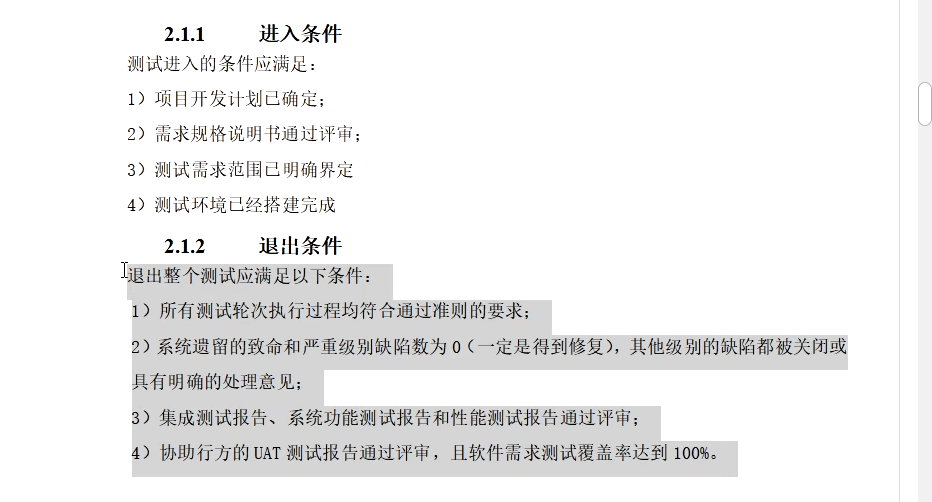 2.1.1 进入条件
测试进入的条件应满足：
1）项目开发计划已确定；
2）需求规格说明书通过评审；
3）测试需求范围已明确界定
4）测试环境已经搭建完成
2.1.2 退出条件
退出整个测试应满足以下条件：
1）所有测试轮次执行过程均符合通过准则的要求；
2）系统遗留的致命和严重级别缺陷数为 0（一定是得到修复），其他级别的缺陷都被关闭或
具有明确的处理意见；
3）集成测试报告、系统功能测试报告和性能测试报告通过评审；
4）协助行方的 UAT 测试报告通过评审，且软件需求测试覆盖率达到 100%。